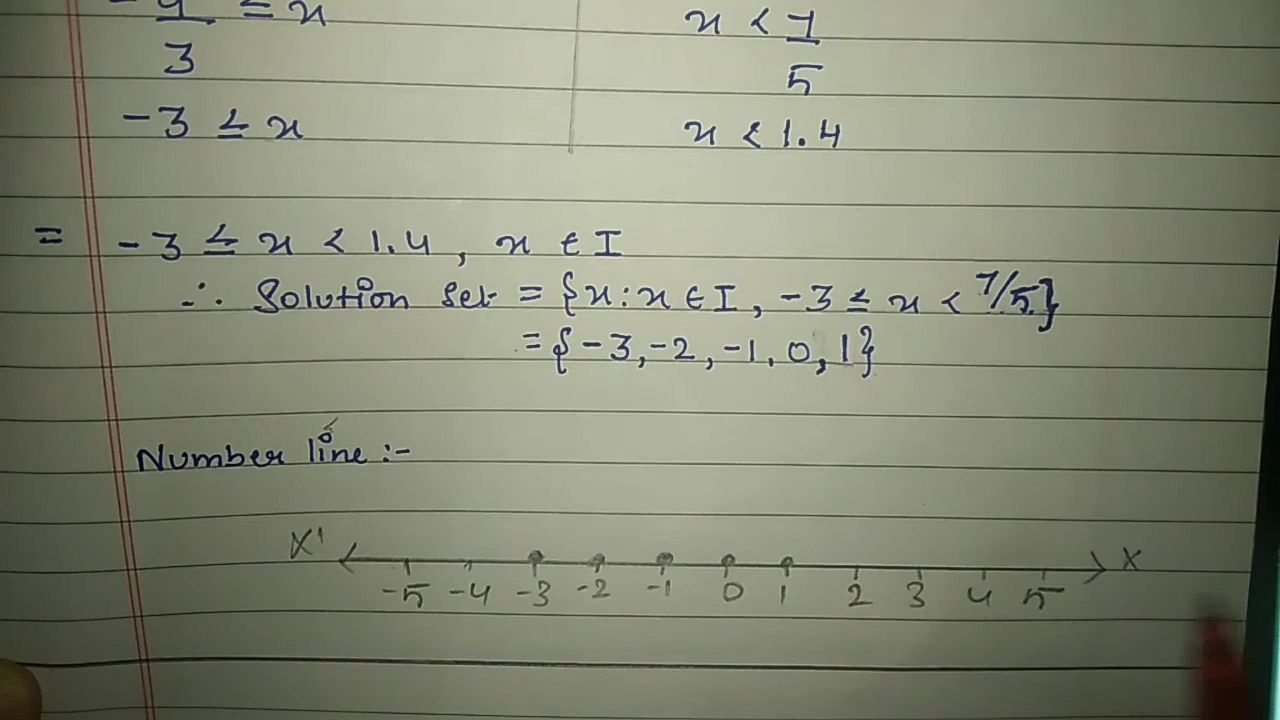 ≤ x
3
-3 ≤ x
x < 7
5
x < 1.4
= -3 ≤ x < 1.4, x ∈ I
∴ Solution set = {x : x ∈ I, -3 ≤ x < 7/5}
= {-3, -2, -1, 0, 1}
Number line :-
X' X
-5 -4 -3 -2 -1 0 1 2 3 4 5